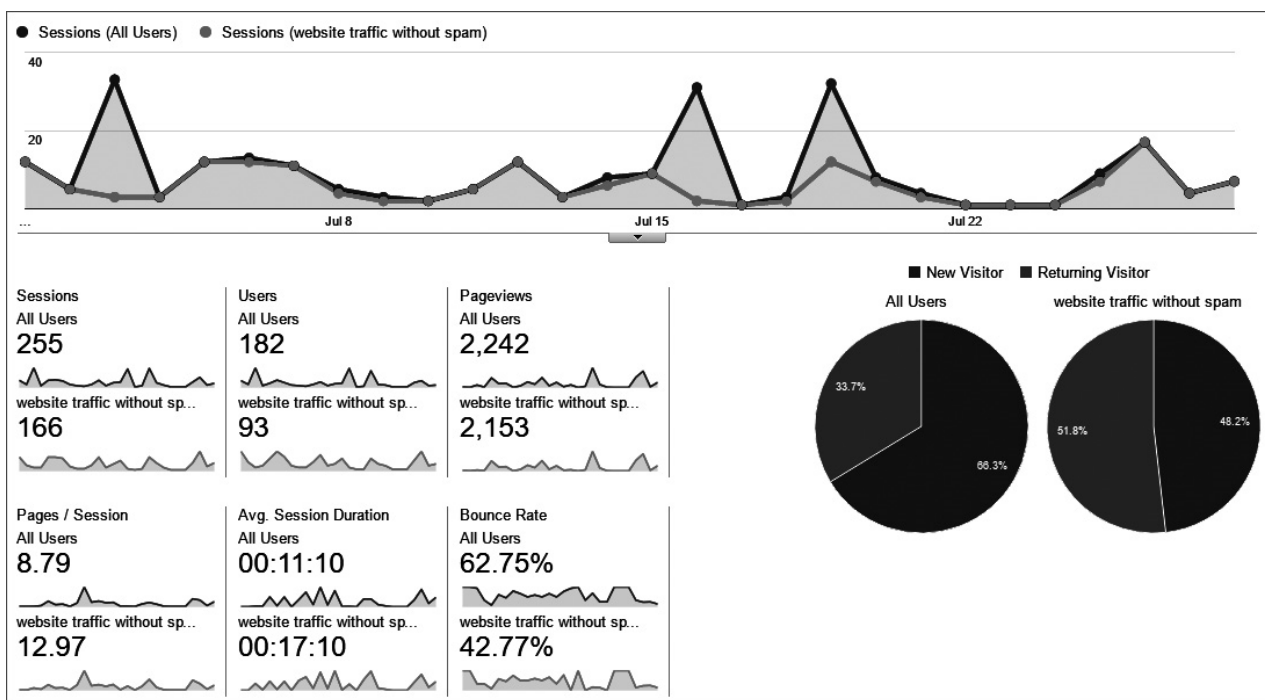 Sessions (All Users) Sessions (website traffic without spam)
40
20
... Jul 8 Jul 15 Jul 22
New Visitor Returning Visitor
All Users website traffic without spam
33.7%
66.3%
51.8%
48.2%
Sessions
All Users
255
website traffic without sp...
166
Users
All Users
182
website traffic without sp...
93
Pageviews
All Users
2,242
website traffic without sp...
2,153
Pages / Session
All Users
8.79
website traffic without sp...
12.97
Avg. Session Duration
All Users
00:11:10
website traffic without sp...
00:17:10
Bounce Rate
All Users
62.75%
website traffic without sp...
42.77%